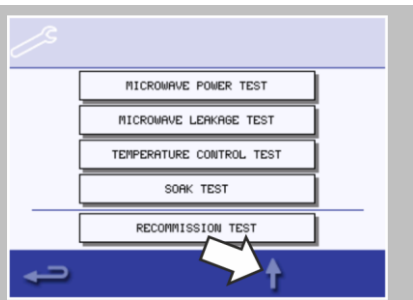 MICROWAVE POWER TEST
MICROWAVE LEAKAGE TEST
TEMPERATURE CONTROL TEST
SOAK TEST
RECOMMISSION TEST